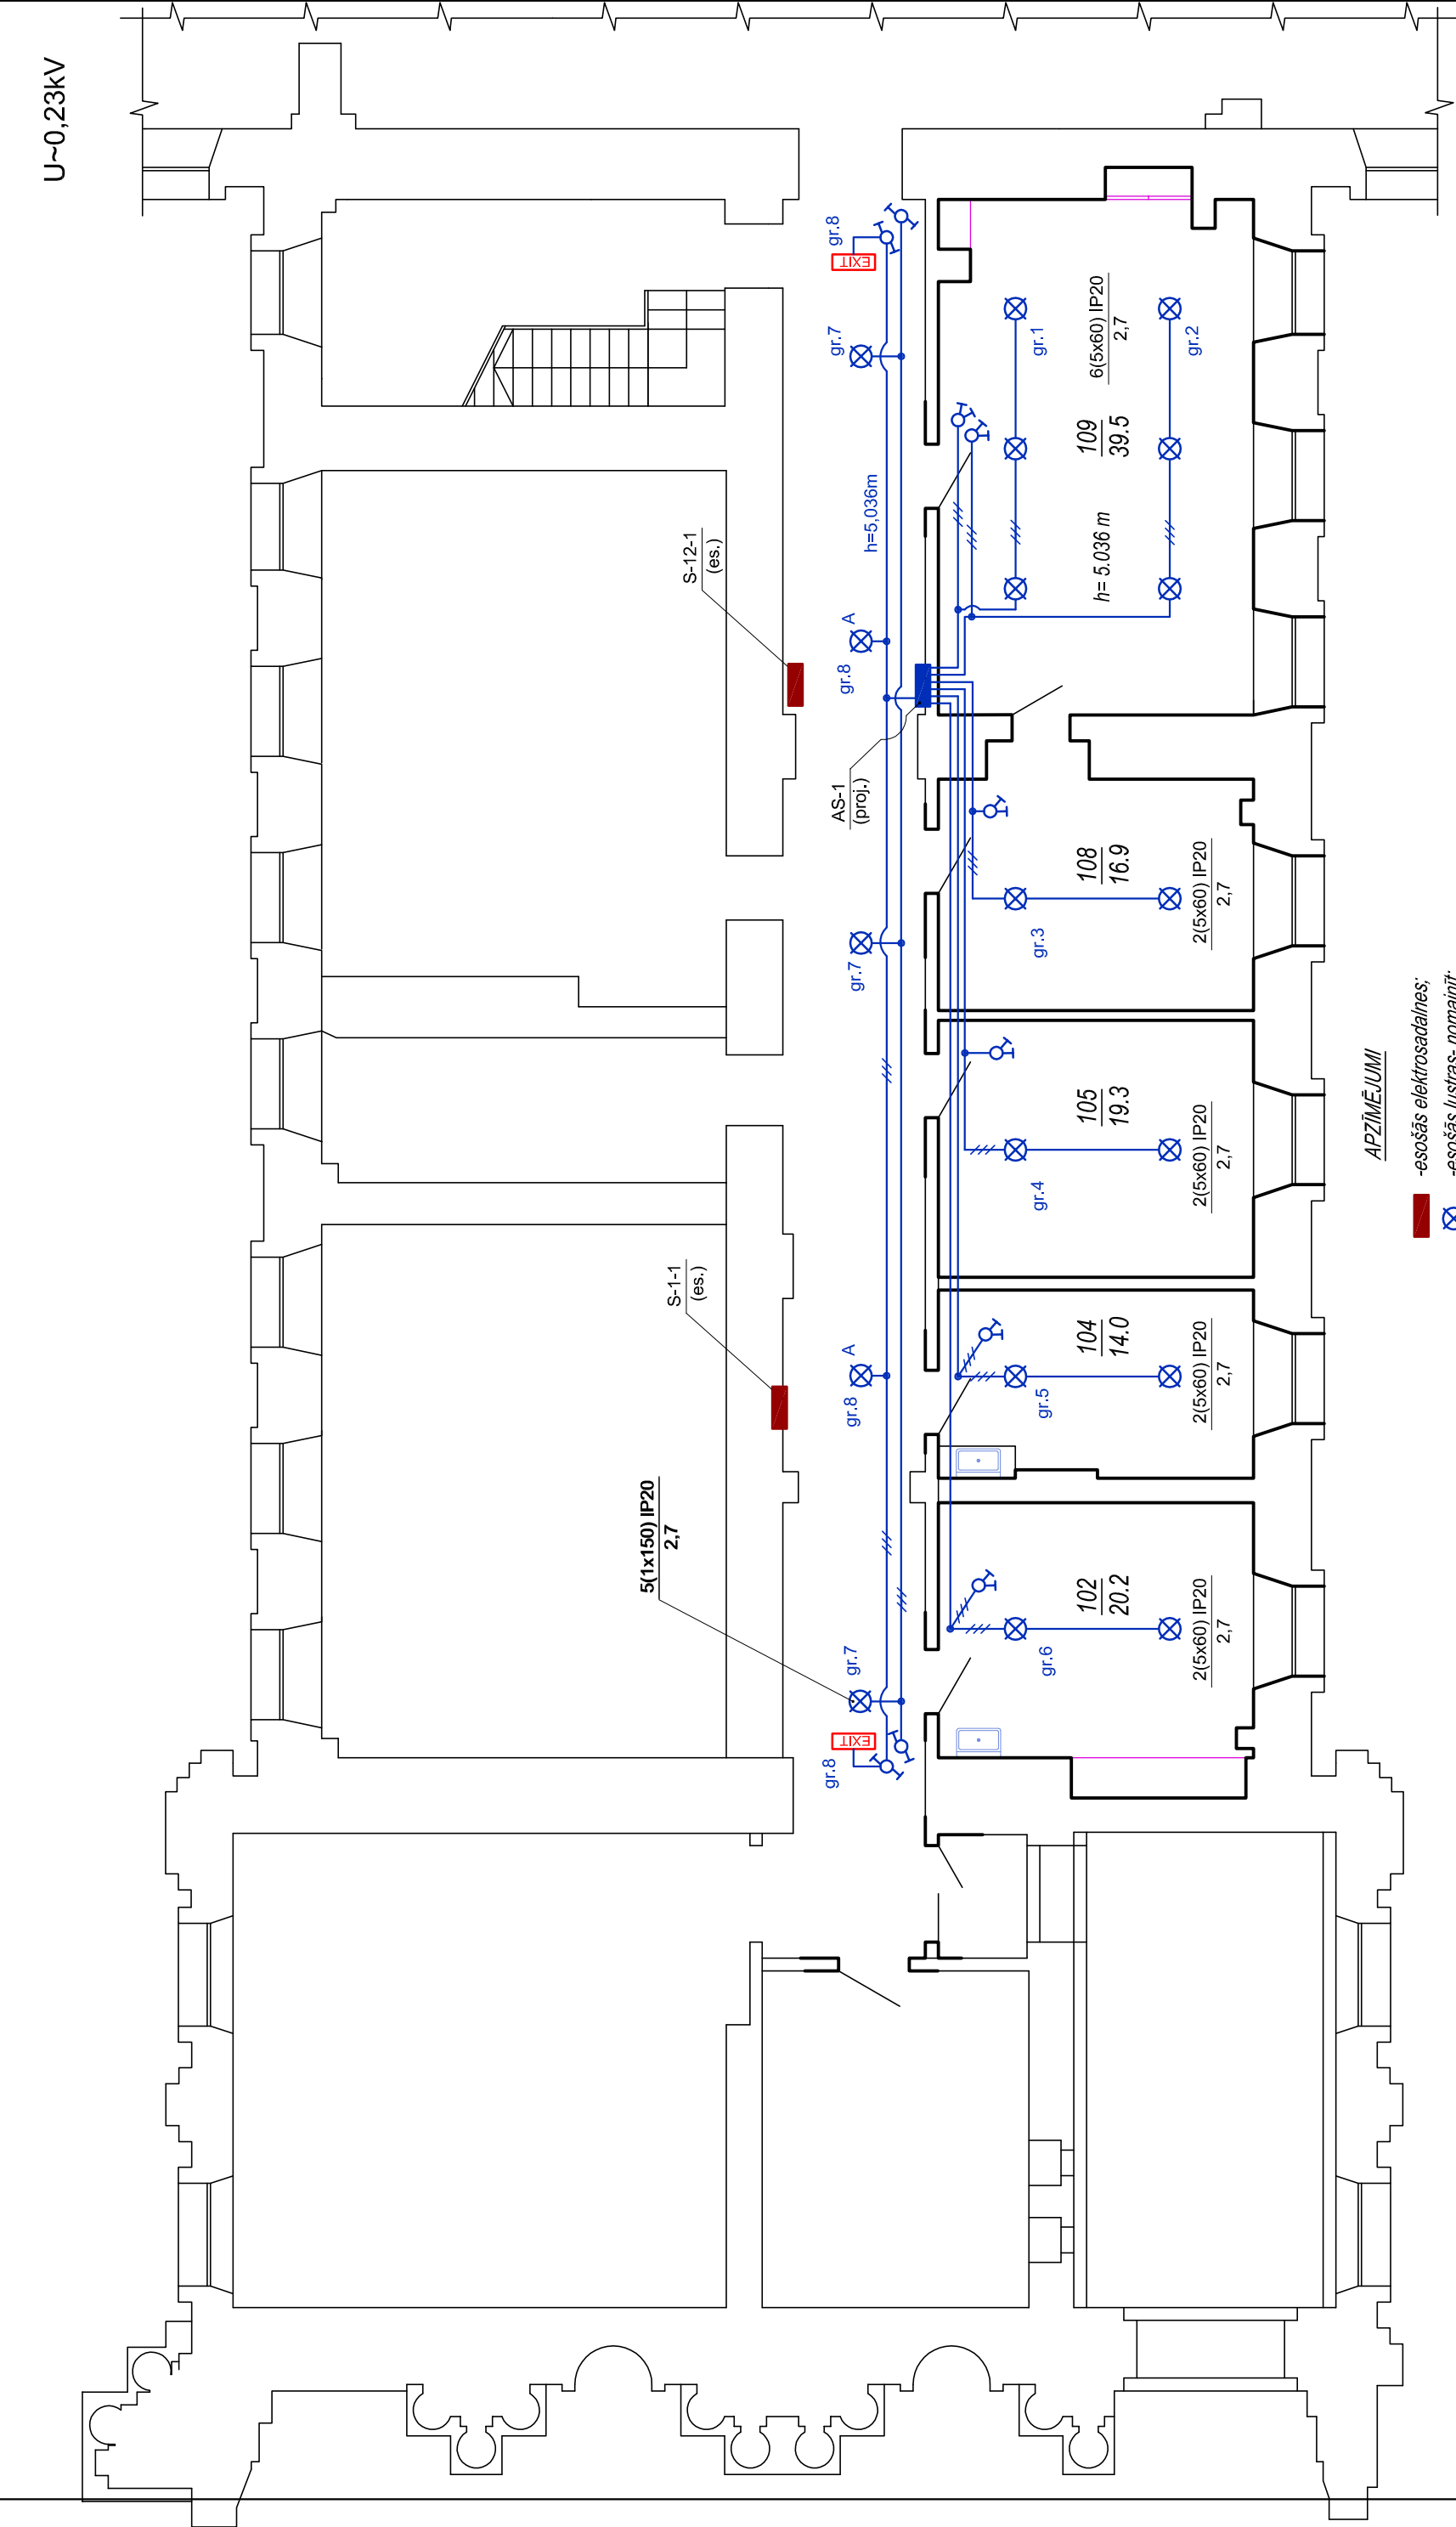 U~0,23kV
gr.8
EXIT
gr.7
h=5,036m
S-12-1
(es.)
A
gr.8
AS-1
(proj.)
gr.7
S-1-1
(es.)
A
gr.8
5(1x150) IP20
2,7
gr.7
EXIT
gr.8
gr.1
6(5x60) IP20
2,7
gr.2
109
39.5
h= 5.036 m
108
16.9
2(5x60) IP20
2,7
gr.3
105
19.3
2(5x60) IP20
2,7
gr.4
104
14.0
2(5x60) IP20
2,7
gr.5
102
20.2
2(5x60) IP20
2,7
gr.6
APZĪMĒJUMI
-esošās elektrosadalnes;
-esošās lustras- nomainīt;